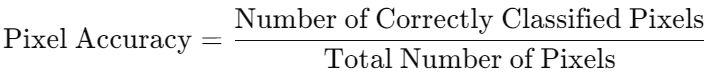 Pixel Accuracy = Number of Correctly Classified Pixels
Total Number of Pixels